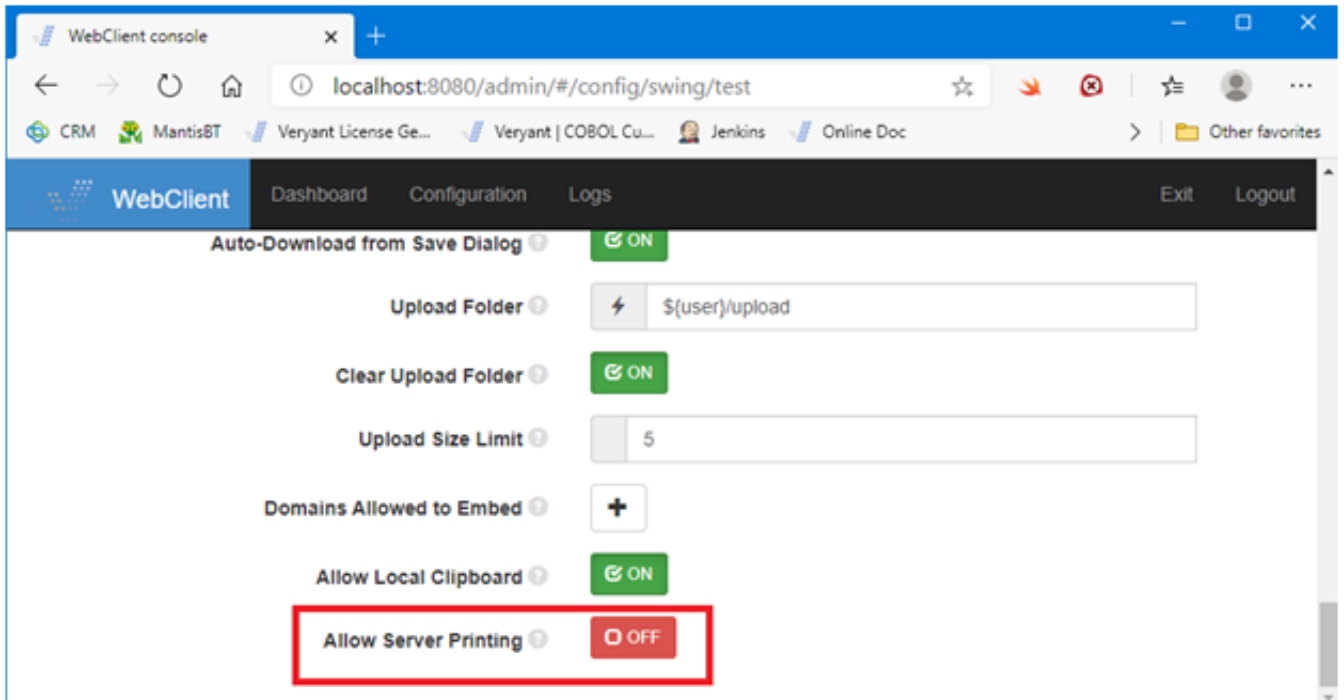 WebClient console
localhost:8080/admin/#/config/swing/test
CRM MantisBT Veryant License Ge... Veryant | COBOL Cu... Jenkins Online Doc Other favorites
WebClient Dashboard Configuration Logs Exit Logout
Auto-Download from Save Dialog ON
Upload Folder ${user}/upload
Clear Upload Folder ON
Upload Size Limit 5
Domains Allowed to Embed
Allow Local Clipboard ON
Allow Server Printing OFF